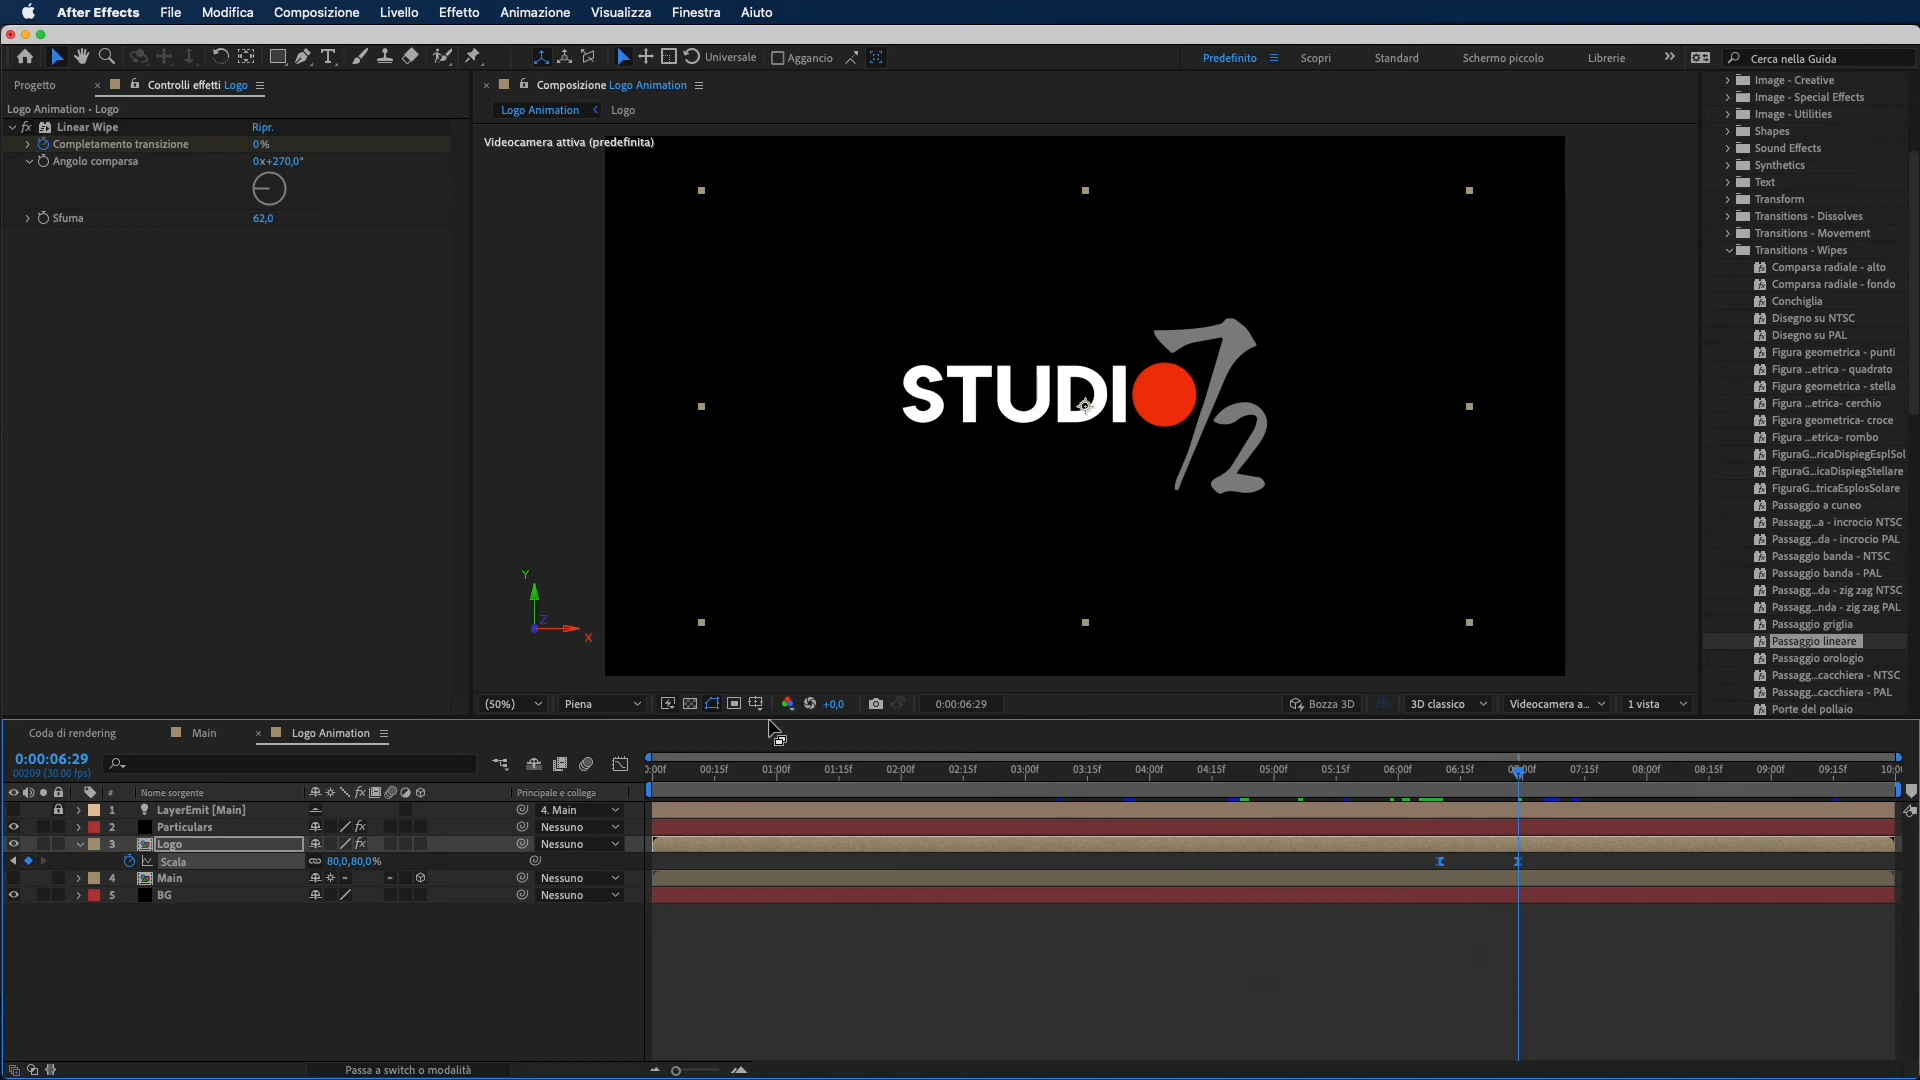 After Effects File Modifica Composizione Livello Effetto Animazione Visualizza Finestra Aiuto
Universale Aggancio Predefinito Scopri Standard Schermo piccolo Librerie Cerca nella Guida
Progetto Controlli effetti Logo
Logo Animation • Logo
fx Linear Wipe Ripr.
Completamento transizione 0%
Angolo comparsa 0x+270,0°
Sfuma 62,0
Composizione Logo Animation
Logo Animation Logo
Videocamera attiva (predefinita)
STUDIO 72
Y
Z
X
(50%) Piena +0,0 0:00:06:29 Bozza 3D 3D classico Videocamera a... 1 vista
Image - Creative
Image - Special Effects
Image - Utilities
Shapes
Sound Effects
Synthetics
Text
Transform
Transitions - Dissolves
Transitions - Movement
Transitions - Wipes
Comparsa radiale - alto
Comparsa radiale - fondo
Conchiglia
Disegno su NTSC
Disegno su PAL
Figura geometrica - punti
Figura ...etrica - quadrato
Figura geometrica - stella
Figura ...etrica- cerchio
Figura geometrica- croce
Figura ...etrica- rombo
FiguraG...ricaDispiegEsplSol
FiguraG...icaDispiegStellare
FiguraG...tricaEsplosSolare
Passaggio a cuneo
Passagg...a - incrocio NTSC
Passagg...da - incrocio PAL
Passaggio banda - NTSC
Passaggio banda - PAL
Passagg...da - zig zag NTSC
Passagg...nda - zig zag PAL
Passaggio griglia
Passaggio lineare
Passaggio orologio
Passagg...cacchiera - NTSC
Passagg...cacchiera - PAL
Porte del pollaio
Coda di rendering Main Logo Animation
0:00:06:29
00209 (30.00 fps)
:00f 00:15f 01:00f 01:15f 02:00f 02:15f 03:00f 03:15f 04:00f 04:15f 05:00f 05:15f 06:00f 06:15f 07:00f 07:15f 08:00f 08:15f 09:00f 09:15f 10:0
# Nome sorgente fx Principale e collega
1 LayerEmit [Main] 4. Main
2 Particulars fx Nessuno
3 Logo fx Nessuno
Scala 80,0,80,0%
4 Main Nessuno
5 BG Nessuno
Passa a switch o modalità